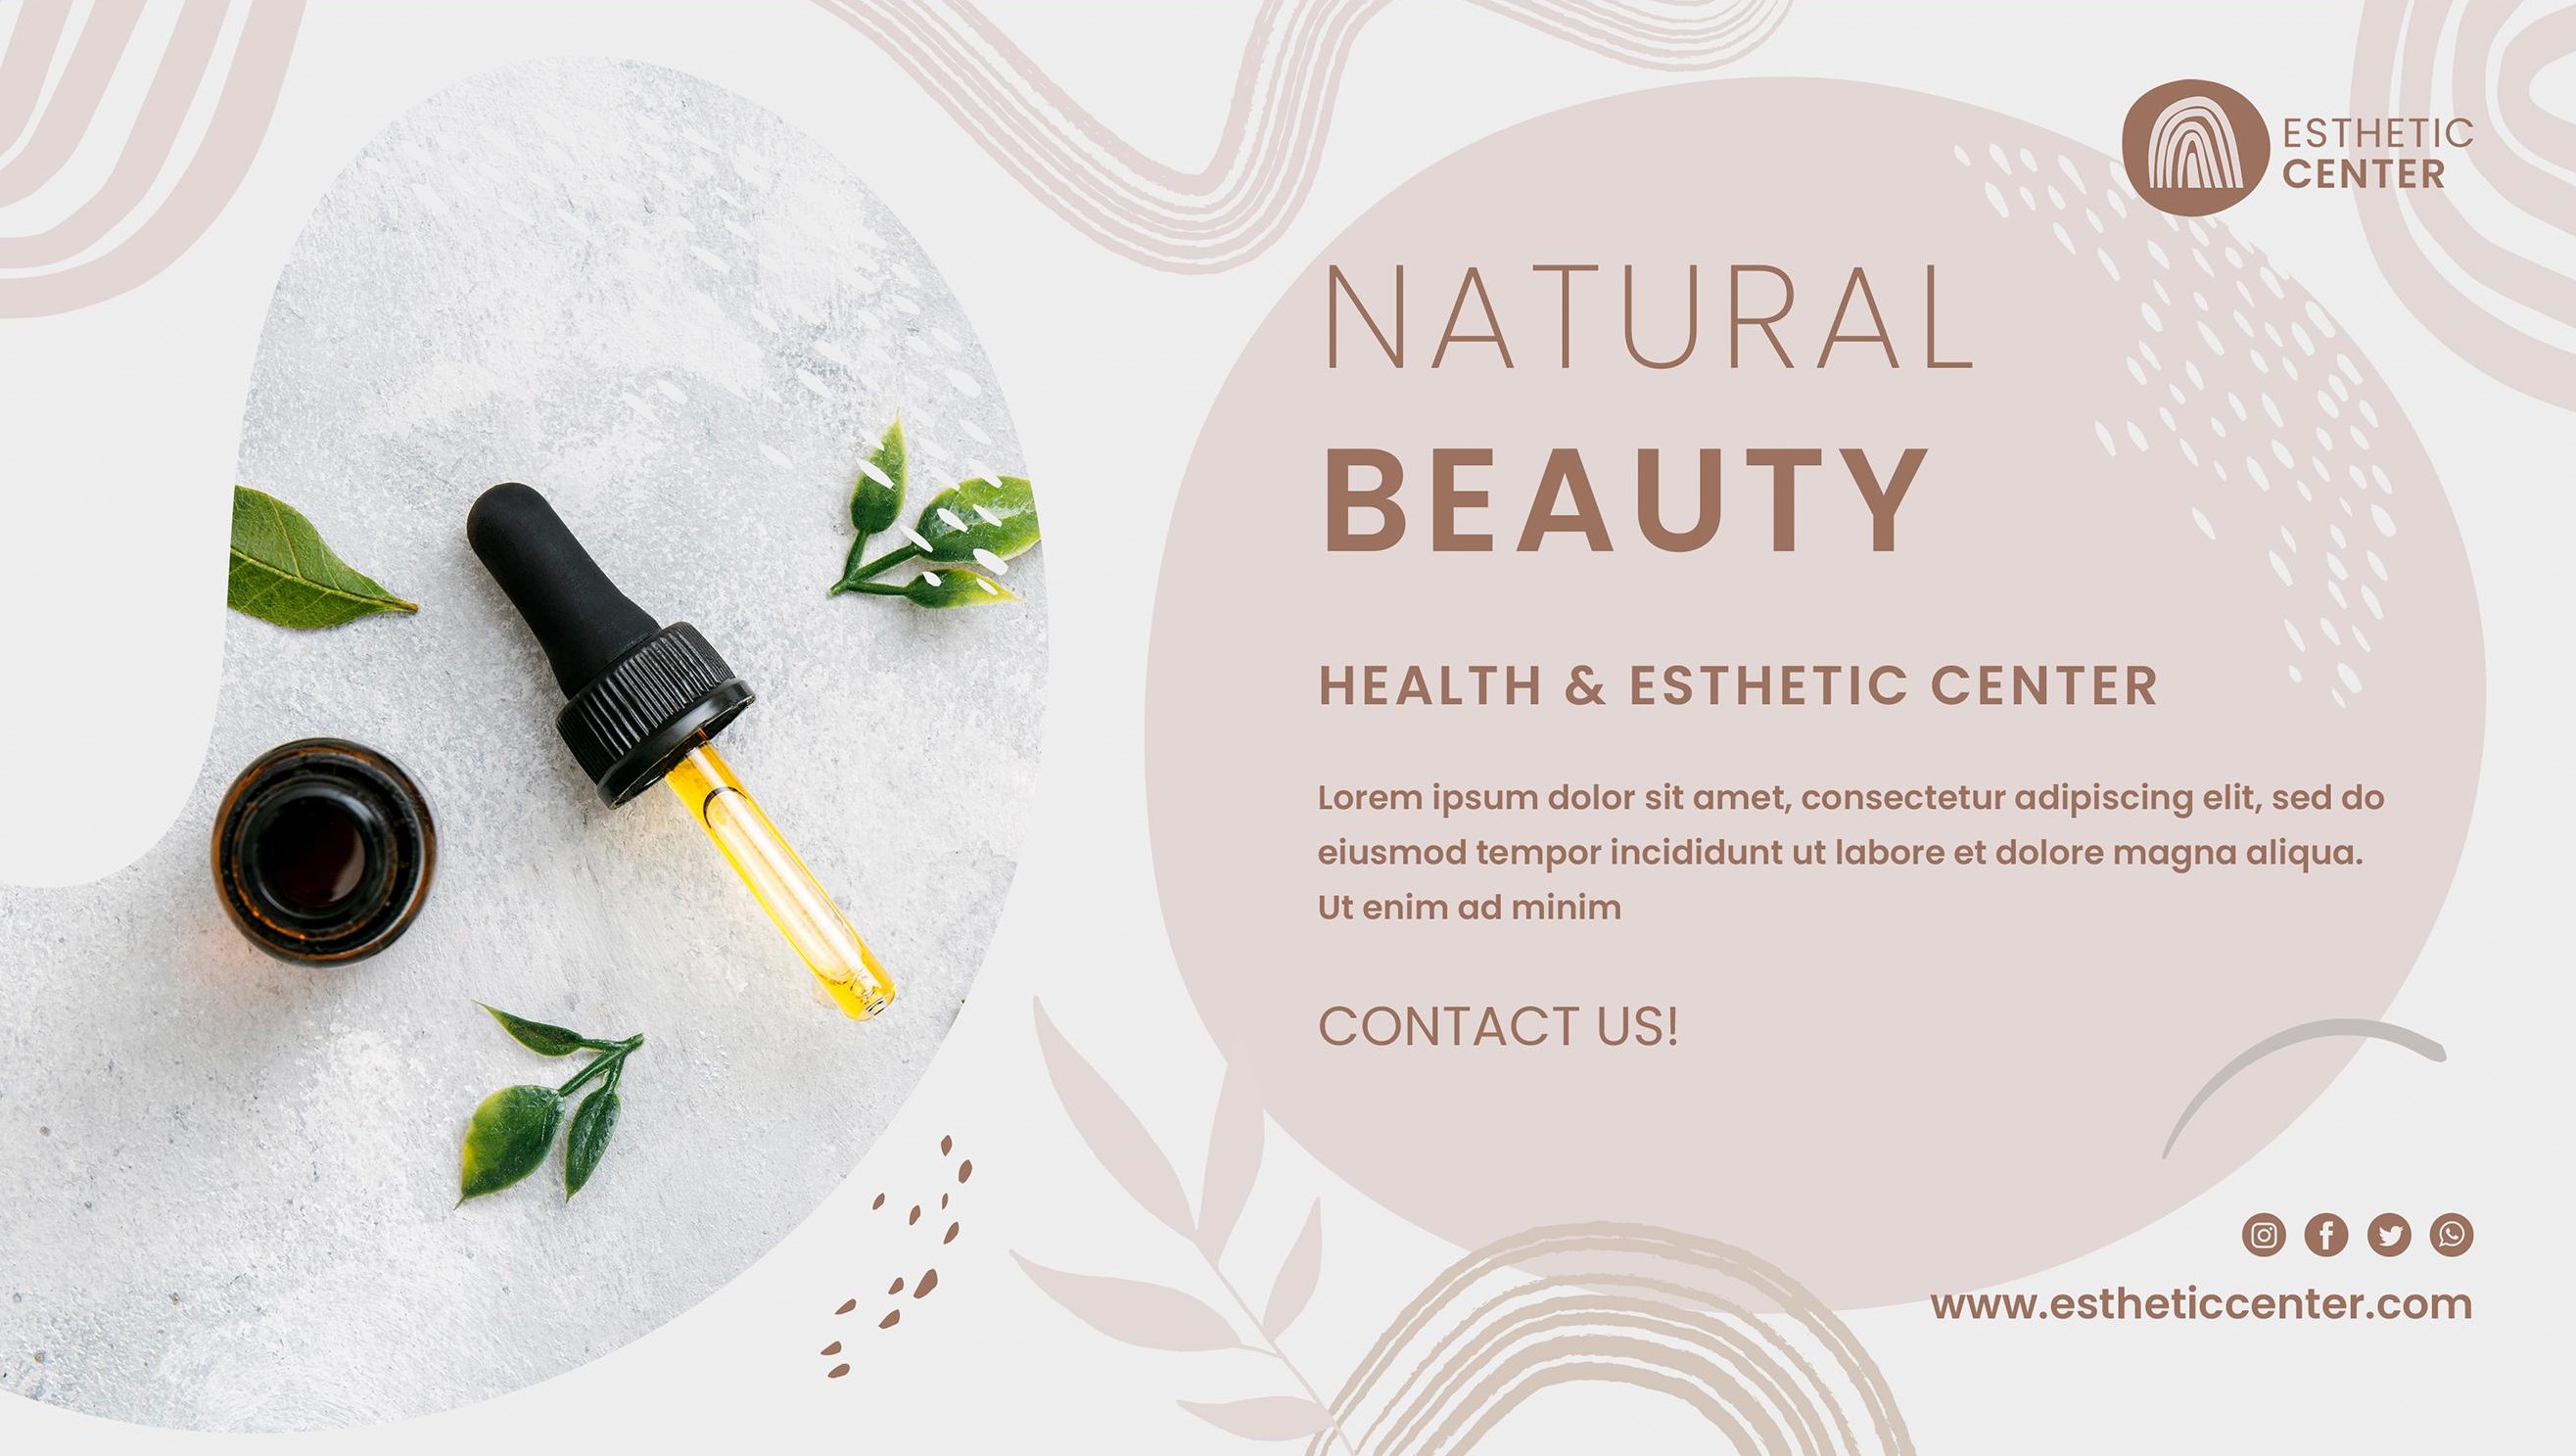 ESTHETIC
CENTER
NATURAL
BEAUTY
HEALTH & ESTHETIC CENTER
Lorem ipsum dolor sit amet, consectetur adipiscing elit, sed do
eiusmod tempor incididunt ut labore et dolore magna aliqua.
Ut enim ad minim
CONTACT US!
www.estheticcenter.com